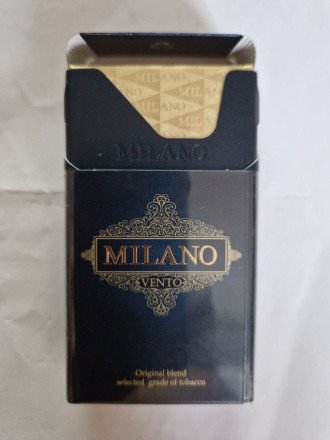 MILANO
MILANO
MILANO
MILANO
MILANO
MILANO
VENTO
Original blend
selected grade of tobacco